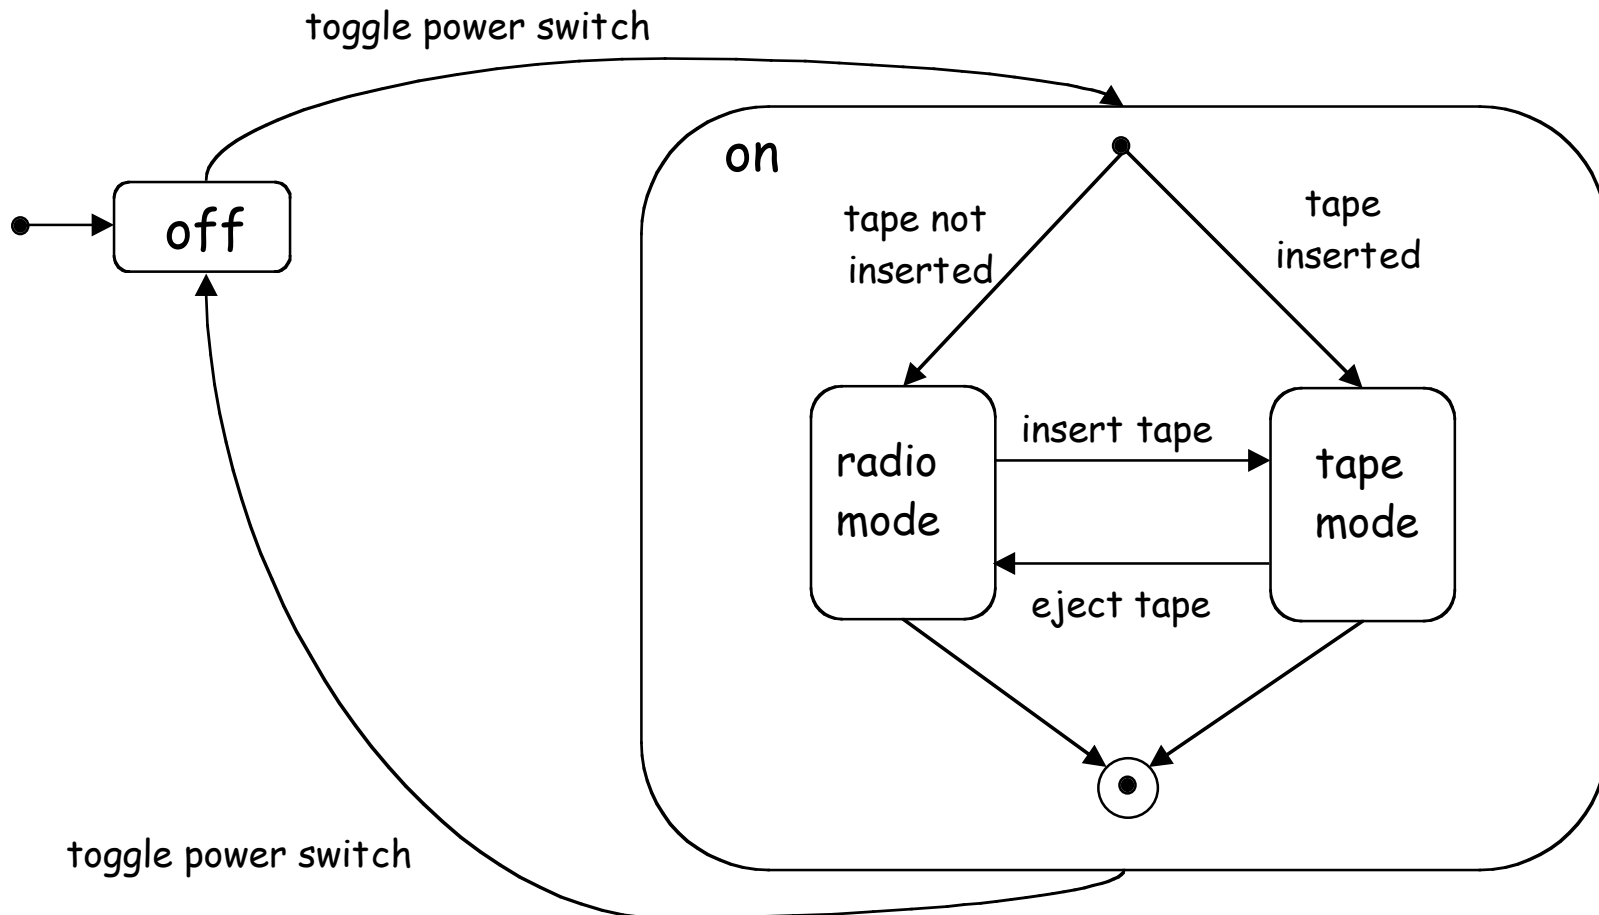 toggle power switch
on
off
tape not
inserted
tape
inserted
radio
mode
insert tape
eject tape
tape
mode
toggle power switch